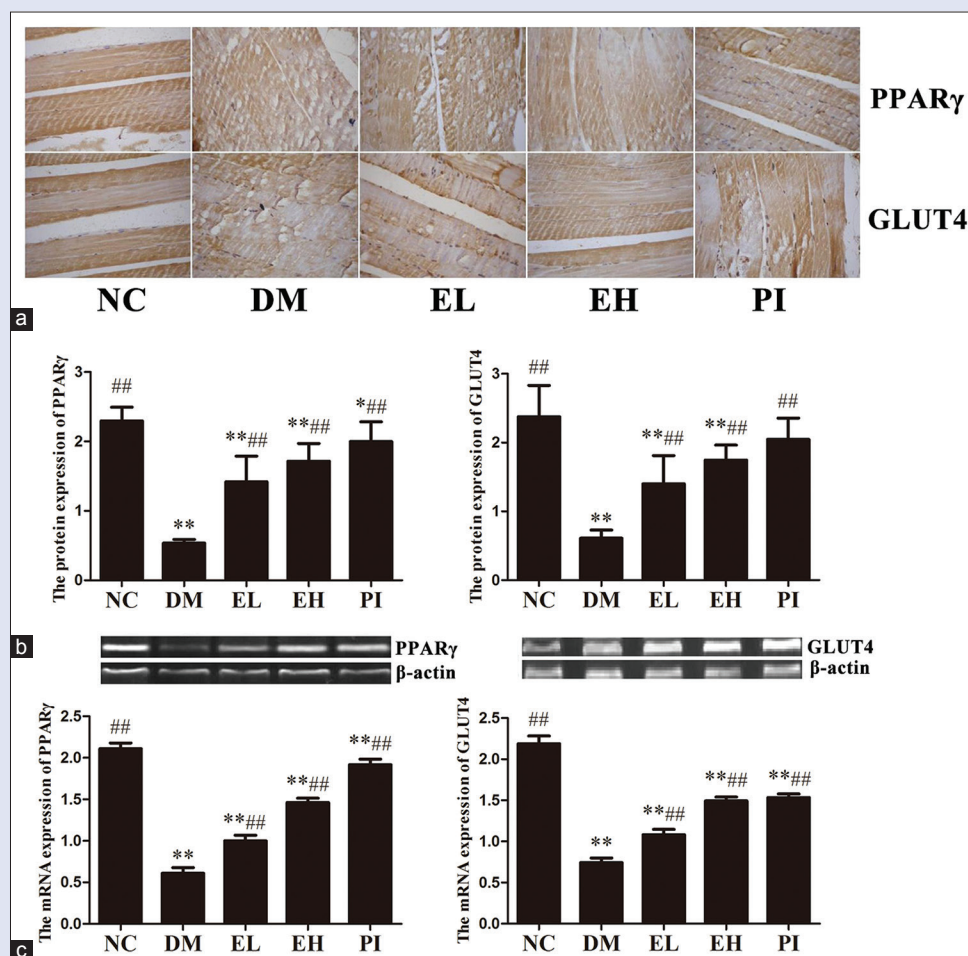 PPARγ
GLUT4
NC DM EL EH PI
a
The protein expression of PPARγ
3
2
1
0
##
**
**##
**##
*##
NC DM EL EH PI
The protein expression of GLUT4
3
2
1
0
##
**
**##
**##
##
NC DM EL EH PI
b
PPARγ
β-actin
GLUT4
β-actin
The mRNA expression of PPARγ
2.5
2.0
1.5
1.0
0.5
0.0
##
**
**##
**##
**##
NC DM EL EH PI
The mRNA expression of GLUT4
2.5
2.0
1.5
1.0
0.5
0.0
##
**
**##
**##
**##
NC DM EL EH PI
c